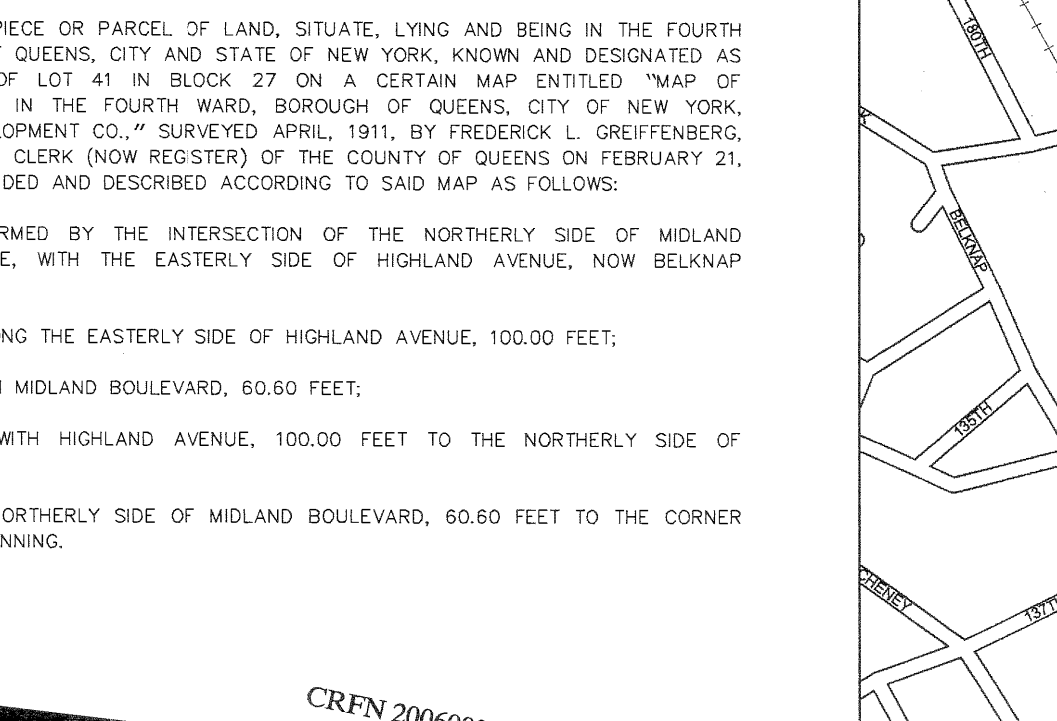 PIECE OR PARCEL OF LAND, SITUATE, LYING AND BEING IN THE FOURTH
QUEENS, CITY AND STATE OF NEW YORK, KNOWN AND DESIGNATED AS
OF LOT 41 IN BLOCK 27 ON A CERTAIN MAP ENTITLED "MAP OF
IN THE FOURTH WARD, BOROUGH OF QUEENS, CITY OF NEW YORK,
LOPMENT CO.," SURVEYED APRIL, 1911, BY FREDERICK L. GREIFFENBERG,
CLERK (NOW REGISTER) OF THE COUNTY OF QUEENS ON FEBRUARY 21,
DED AND DESCRIBED ACCORDING TO SAID MAP AS FOLLOWS:
RMED BY THE INTERSECTION OF THE NORTHERLY SIDE OF MIDLAND
E, WITH THE EASTERLY SIDE OF HIGHLAND AVENUE, NOW BELKNAP
NG THE EASTERLY SIDE OF HIGHLAND AVENUE, 100.00 FEET;
MIDLAND BOULEVARD, 60.60 FEET;
WITH HIGHLAND AVENUE, 100.00 FEET TO THE NORTHERLY SIDE OF
ORTHERLY SIDE OF MIDLAND BOULEVARD, 60.60 FEET TO THE CORNER
NNING.
CRFN
180TH
BELKNAP
135TH
CHENEY
137T